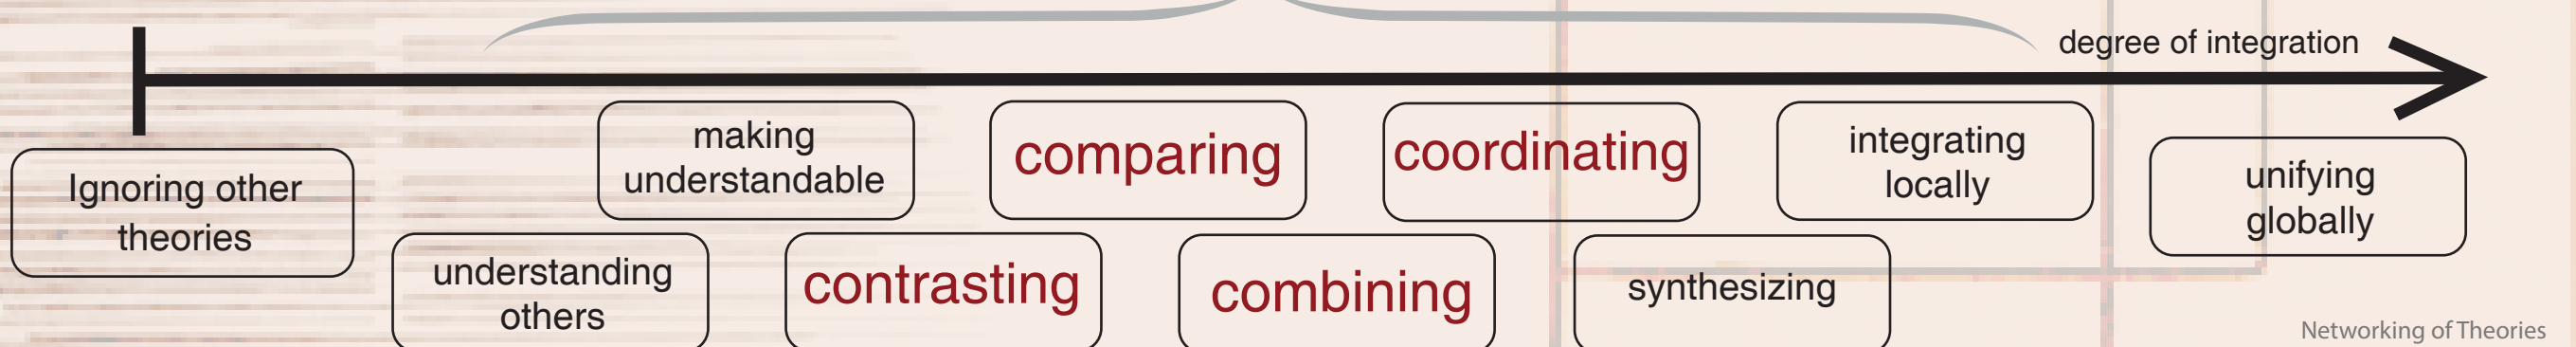 degree of integration
Ignoring other
theories
understanding
others
making
understandable
contrasting
comparing
combining
coordinating
synthesizing
integrating
locally
unifying
globally
Networking of Theories